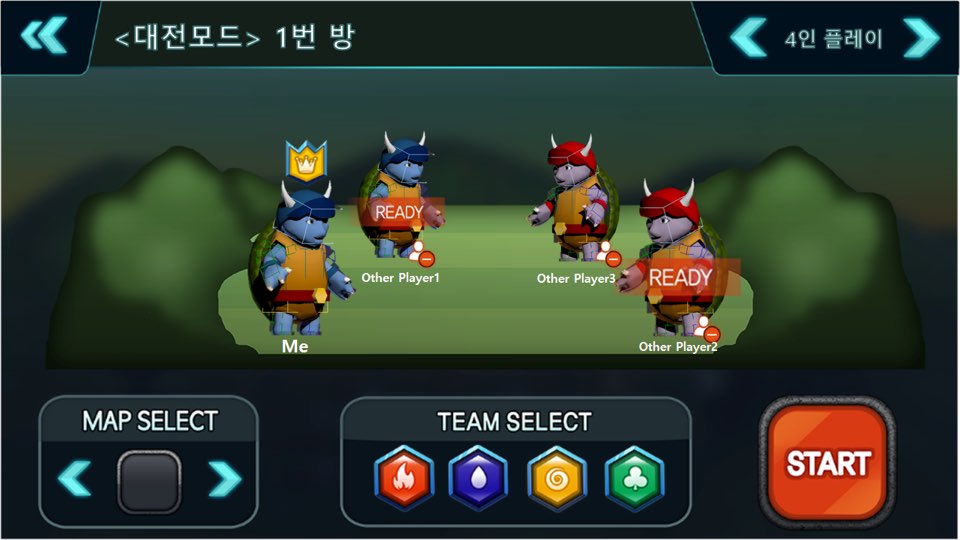 <대전모드> 1번 방
4인 플레이
READY
Other Player1
Other Player3
READY
Me
Other Player2
MAP SELECT
TEAM SELECT
START